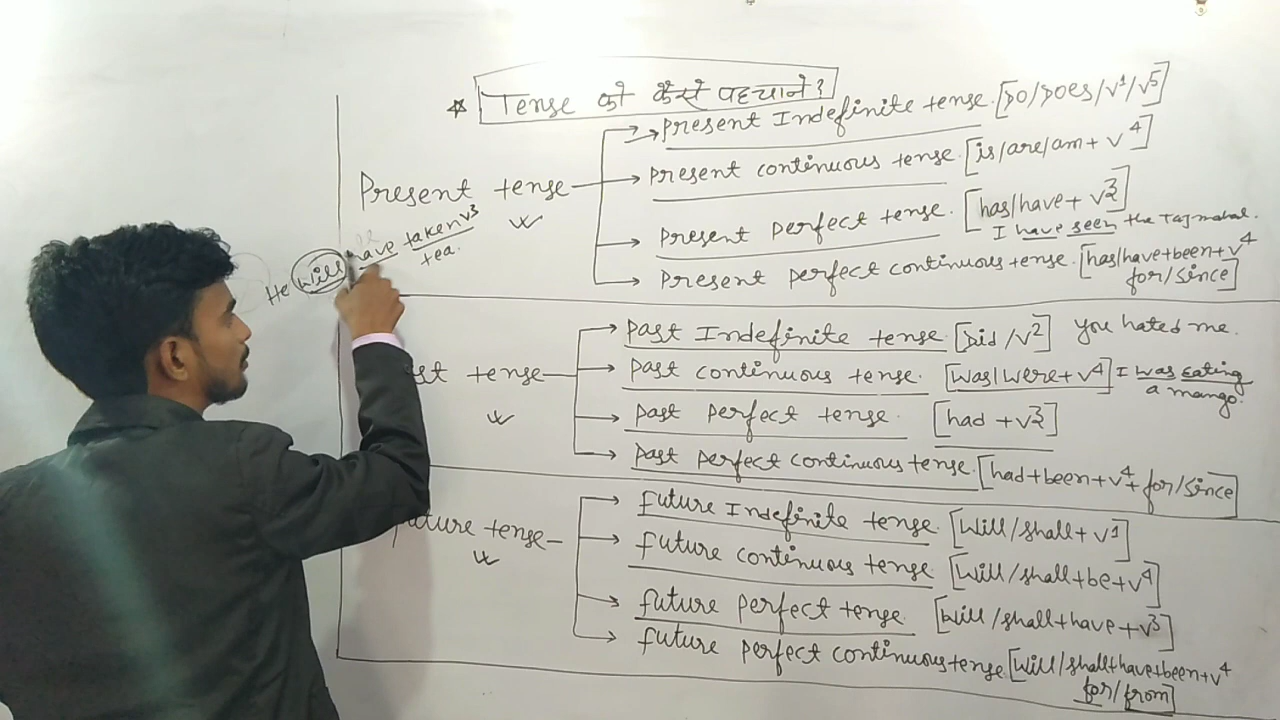 ☆ Tense को कैसे पहचाने?
Present tense
→ Present Indefinite tense. [Do/Does/V¹/V⁵]
→ Present continuous tense. [is/are/am + V⁴]
→ Present perfect tense. [has/have + V³]
I have seen the Tajmahal.
→ Present perfect continuous tense. [has/have+been+V⁴
for/since]
He will have taken V³
tea.
tense
→ Past Indefinite tense [Did/V²] you hated me.
→ Past continuous tense. [was/were+V⁴] I was eating
a mango.
→ Past perfect tense. [had + V³]
→ Past perfect continuous tense. [had+been+V⁴+ for/since]
future tense
→ future Indefinite tense. [will/shall + V¹]
→ future continuous tense. [will/shall+be+V⁴]
→ future perfect tense. [will/shall+have+V³]
→ future perfect continuous tense [will/shall+have+been+V⁴
for/from]